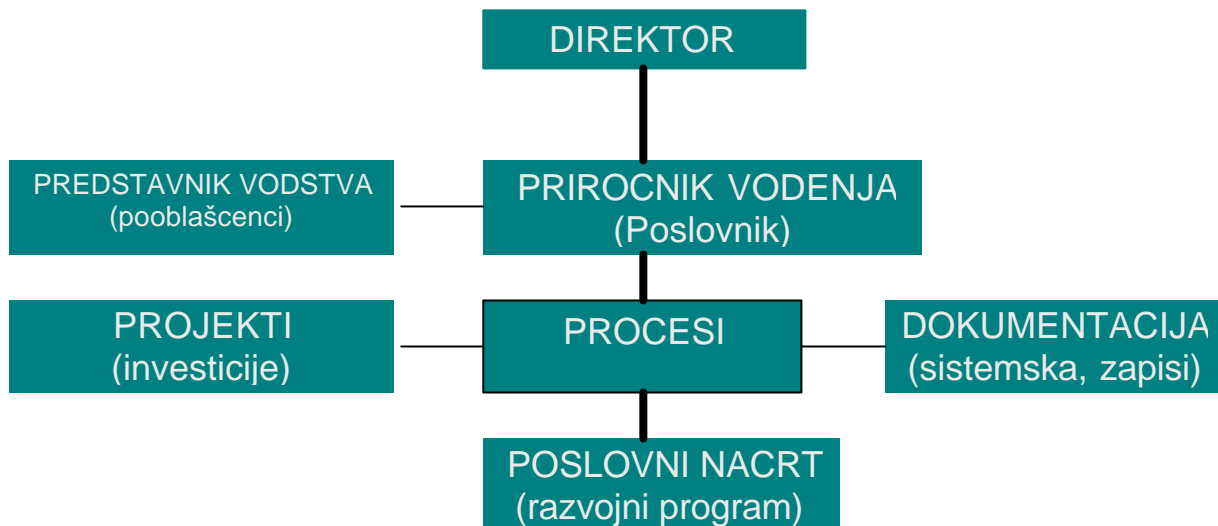 DIREKTOR
PREDSTAVNIK VODSTVA
(pooblašcenci)
PRIROCNIK VODENJA
(Poslovnik)
PROJEKTI
(investicije)
PROCESI
DOKUMENTACIJA
(sistemska, zapisi)
POSLOVNI NACRT
(razvojni program)